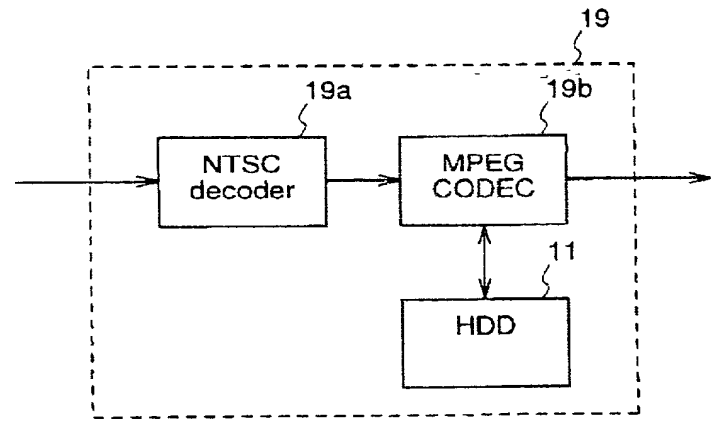 19
19a
19b
NTSC
decoder
MPEG
CODEC
11
HDD